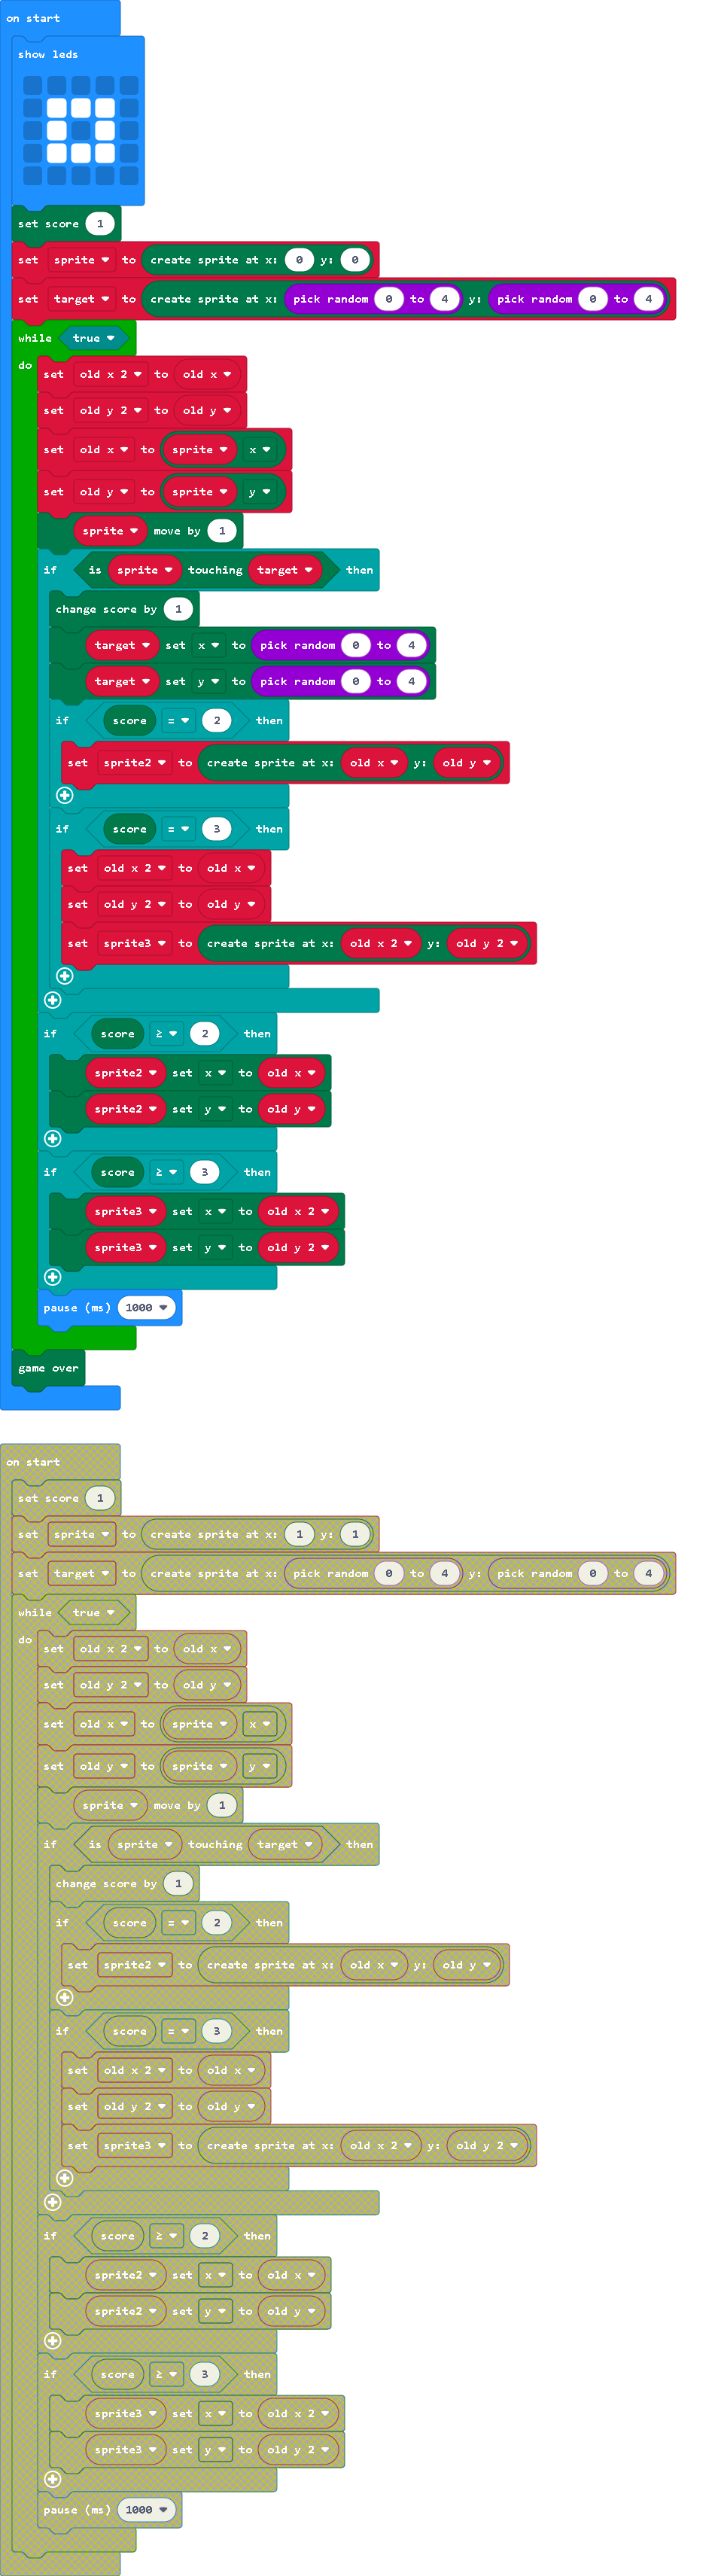 on start
show leds
set score 1
set sprite to create sprite at x: 0 y: 0
set target to create sprite at x: pick random 0 to 4 y: pick random 0 to 4
while true
do
set old x 2 to old x
set old y 2 to old y
set old x to sprite x
set old y to sprite y
sprite move by 1
if is sprite touching target then
change score by 1
target set x to pick random 0 to 4
target set y to pick random 0 to 4
if score = 2 then
set sprite2 to create sprite at x: old x y: old y
if score = 3 then
set old x 2 to old x
set old y 2 to old y
set sprite3 to create sprite at x: old x 2 y: old y 2
if score ≥ 2 then
sprite2 set x to old x
sprite2 set y to old y
if score ≥ 3 then
sprite3 set x to old x 2
sprite3 set y to old y 2
pause (ms) 1000
game over
on start
set score 1
set sprite to create sprite at x: 1 y: 1
set target to create sprite at x: pick random 0 to 4 y: pick random 0 to 4
while true
do
set old x 2 to old x
set old y 2 to old y
set old x to sprite x
set old y to sprite y
sprite move by 1
if is sprite touching target then
change score by 1
if score = 2 then
set sprite2 to create sprite at x: old x y: old y
if score = 3 then
set old x 2 to old x
set old y 2 to old y
set sprite3 to create sprite at x: old x 2 y: old y 2
if score ≥ 2 then
sprite2 set x to old x
sprite2 set y to old y
if score ≥ 3 then
sprite3 set x to old x 2
sprite3 set y to old y 2
pause (ms) 1000